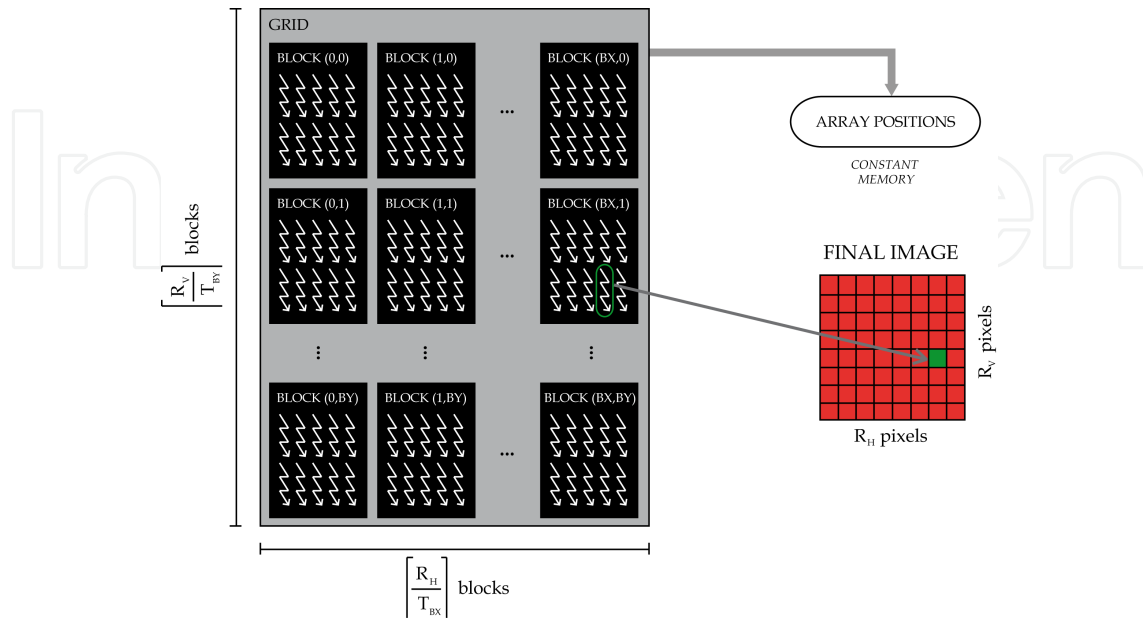 GRID
BLOCK (0,0) BLOCK (1,0) BLOCK (BX,0)
...
BLOCK (0,1) BLOCK (1,1) BLOCK (BX,1)
...
... ... ...
BLOCK (0,BY) BLOCK (1,BY) BLOCK (BX,BY)
...
⌈R_V / T_BY⌉ blocks
⌈R_H / T_BX⌉ blocks
ARRAY POSITIONS
CONSTANT
MEMORY
FINAL IMAGE
R_V pixels
R_H pixels
In
en